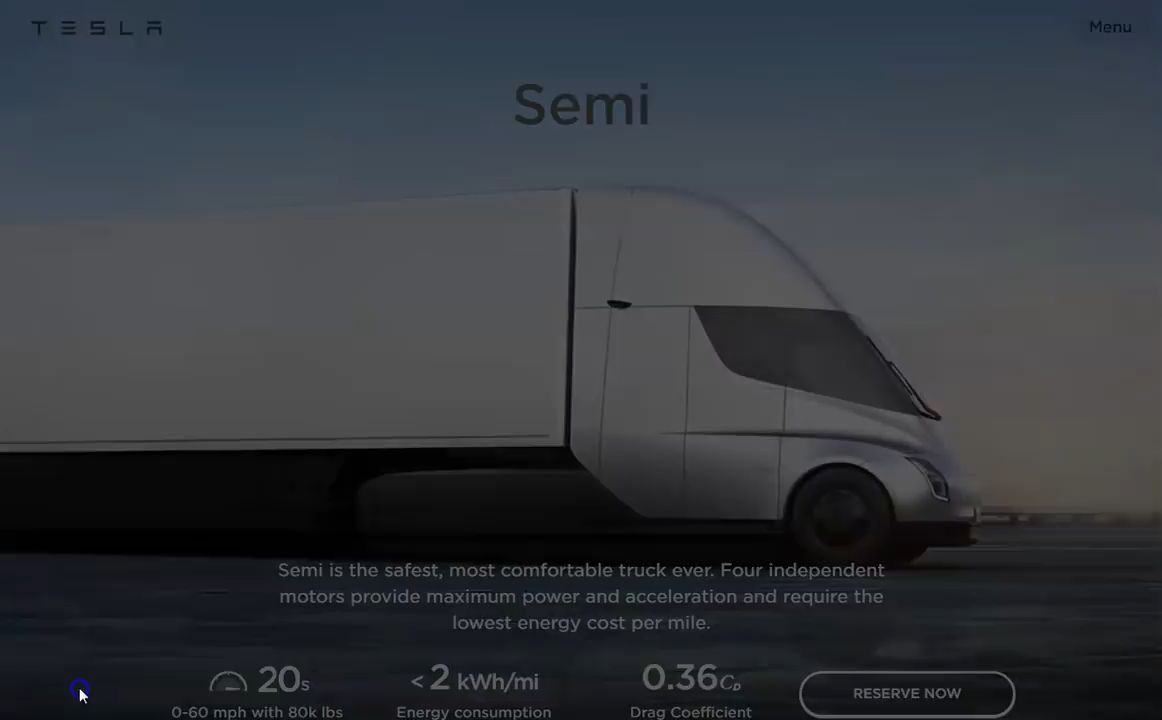 TESLA
Menu
Semi
Semi is the safest, most comfortable truck ever. Four independent
motors provide maximum power and acceleration and require the
lowest energy cost per mile.
20s
< 2 kWh/mi
0.36CD
RESERVE NOW
0-60 mph with 80k lbs
Energy consumption
Drag Coefficient